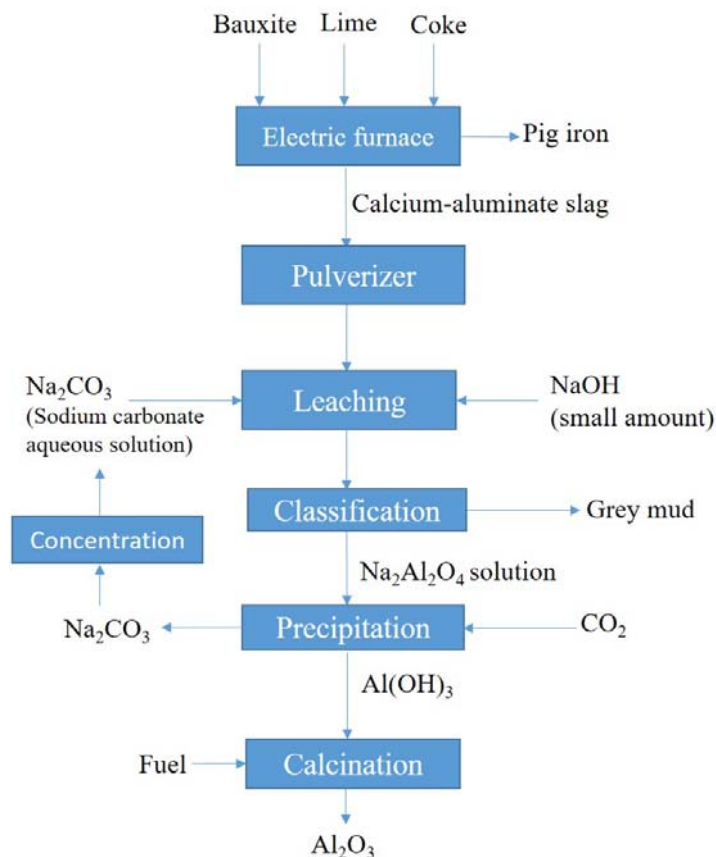 Bauxite Lime Coke
Electric furnace
Pig iron
Calcium-aluminate slag
Pulverizer
Na₂CO₃
(Sodium carbonate
aqueous solution)
Leaching
NaOH
(small amount)
Classification
Grey mud
Concentration
Na₂Al₂O₄ solution
Na₂CO₃
Precipitation
CO₂
Al(OH)₃
Fuel
Calcination
Al₂O₃